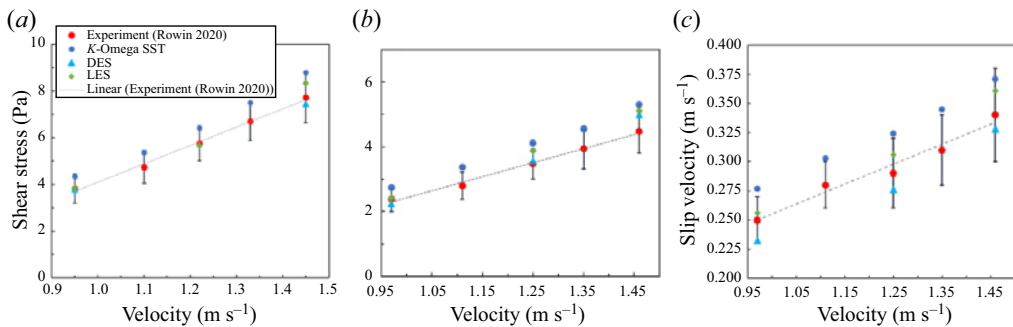 (a)
(b)
(c)
Experiment (Rowin 2020)
K-Omega SST
DES
LES
Linear (Experiment (Rowin 2020))
Shear stress (Pa)
10
8
6
4
2
0
0.9 1.0 1.1 1.2 1.3 1.4 1.5
Velocity (m s⁻¹)
6
4
2
0
0.95 1.05 1.15 1.25 1.35 1.45
Velocity (m s⁻¹)
Slip velocity (m s⁻¹)
0.400
0.375
0.350
0.325
0.300
0.275
0.250
0.225
0.200
0.95 1.05 1.15 1.25 1.35 1.45
Velocity (m s⁻¹)